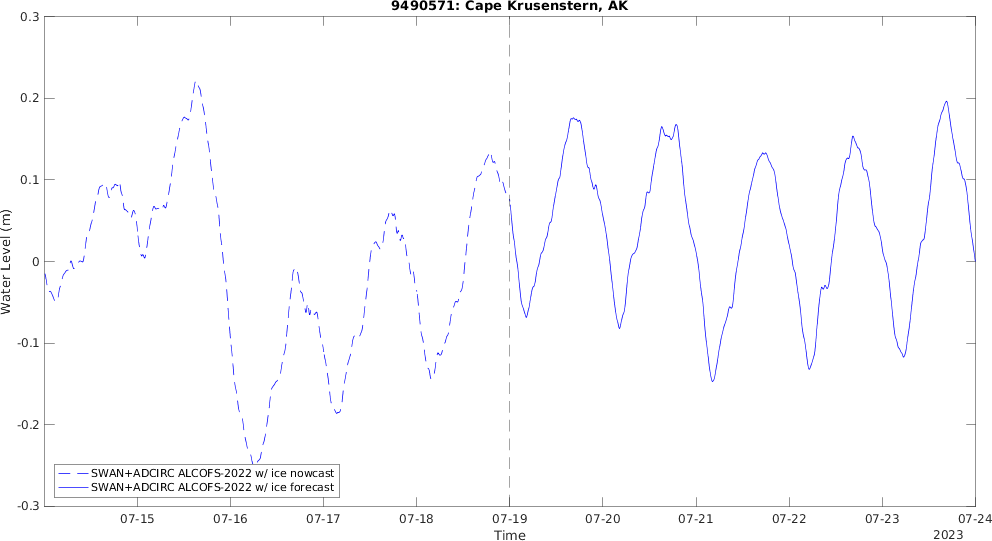 9490571: Cape Krusenstern, AK
0.3
0.2
0.1
0
-0.1
-0.2
-0.3
Water Level (m)
SWAN+ADCIRC ALCOFS-2022 w/ ice nowcast
SWAN+ADCIRC ALCOFS-2022 w/ ice forecast
07-15 07-16 07-17 07-18 07-19 07-20 07-21 07-22 07-23 07-24
Time
2023